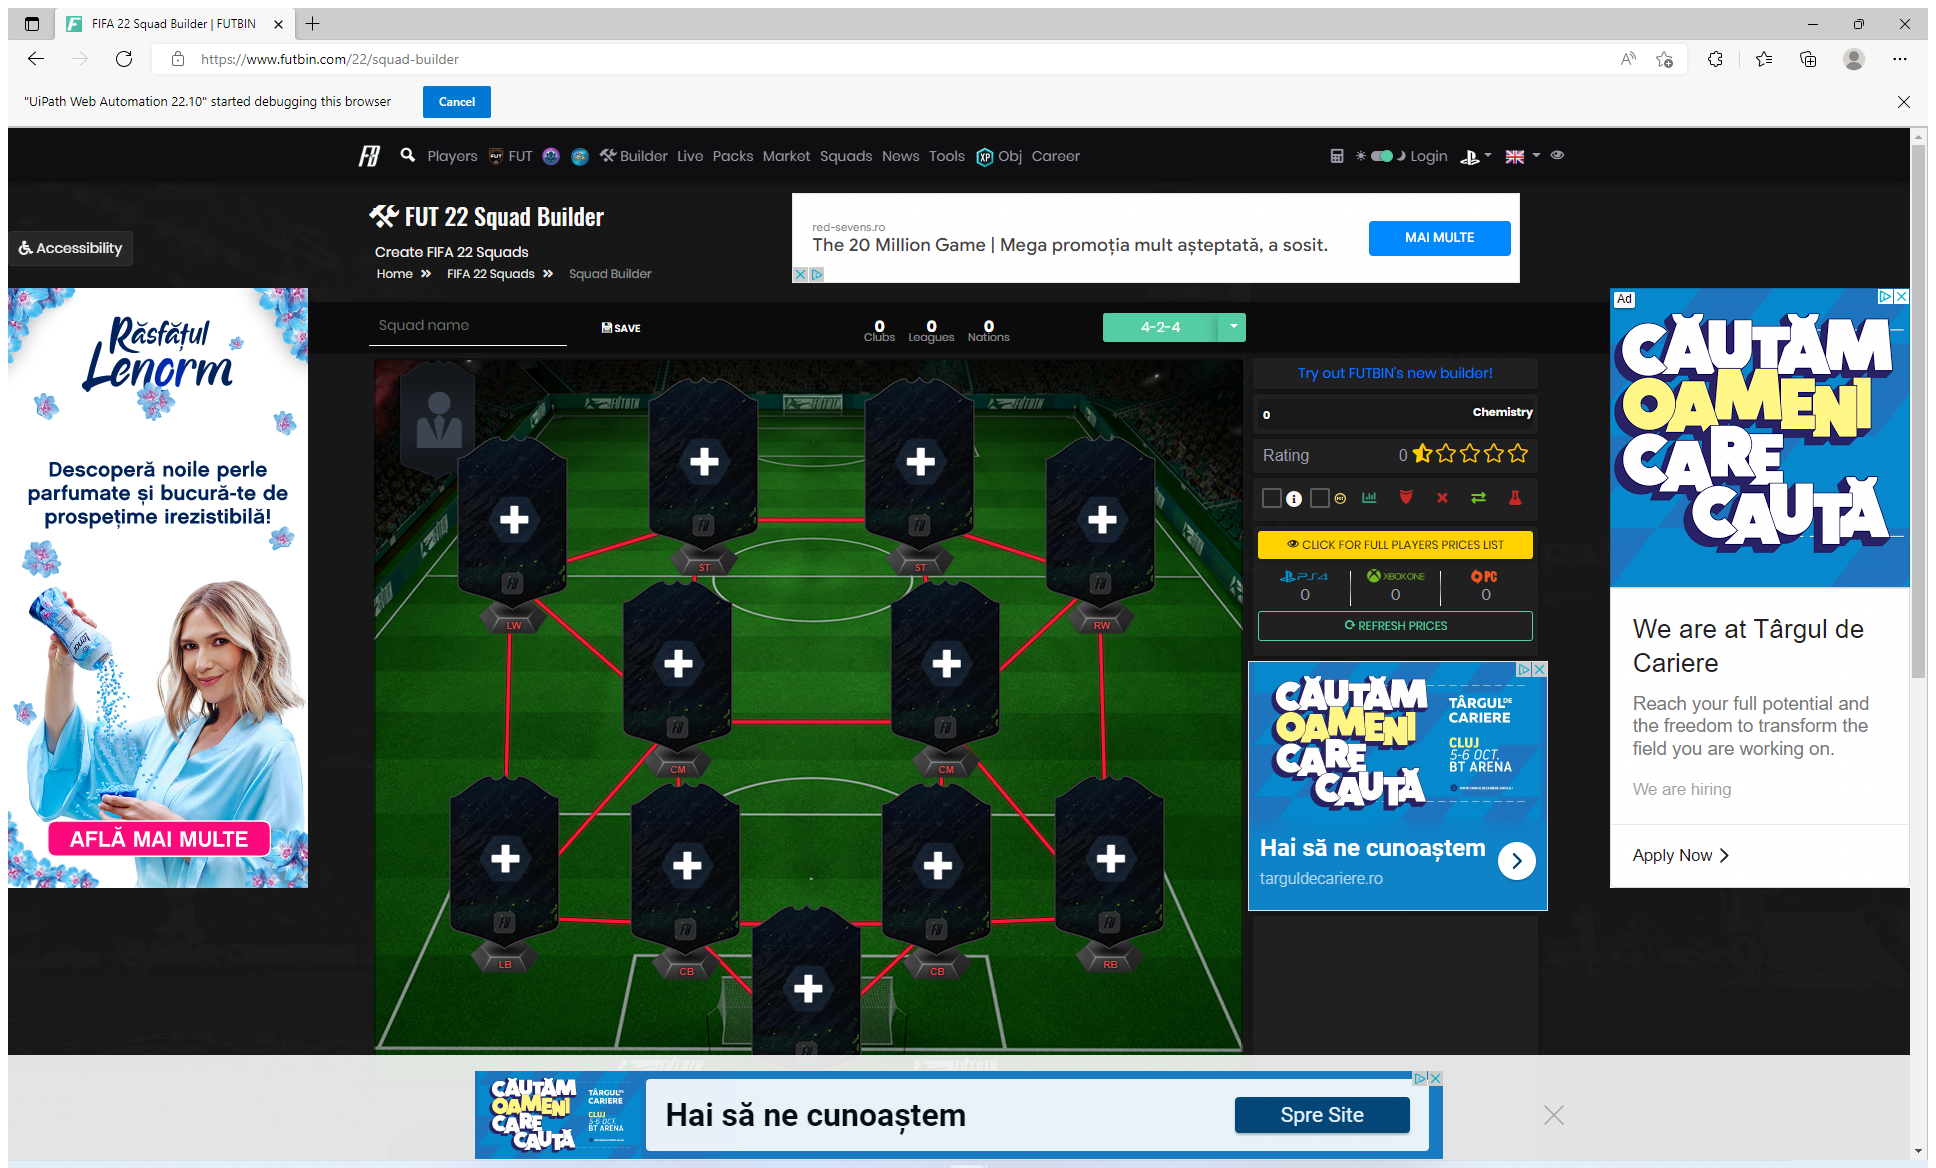 FIFA 22 Squad Builder | FUTBIN
https://www.futbin.com/22/squad-builder
"UiPath Web Automation 22.10" started debugging this browser
Cancel
Players FUT Builder Live Packs Market Squads News Tools XP Obj Career
Login
FUT 22 Squad Builder
Create FIFA 22 Squads
Home » FIFA 22 Squads » Squad Builder
red-sevens.ro
The 20 Million Game | Mega promoția mult așteptată, a sosit.
MAI MULTE
Accessibility
Răsfățul
Lenorm
Descoperă noile perle
parfumate și bucură-te de
prospețime irezistibilă!
AFLĂ MAI MULTE
Squad name
SAVE
0 Clubs
0 Leagues
0 Nations
4-2-4
ST
ST
LW
RW
CM
CM
LB
CB
CB
RB
Try out FUTBIN's new builder!
0 Chemistry
Rating 0
CLICK FOR FULL PLAYERS PRICES LIST
PS4 XBOX ONE PC
0 0 0
REFRESH PRICES
CĂUTĂM
OAMENI
CARE
CAUTĂ
TÂRGUL DE
CARIERE
CLUJ
5-6 OCT.
BT ARENA
Hai să ne cunoaștem
targuldecariere.ro
Ad
CĂUTĂM
OAMENI
CARE
CAUTĂ
We are at Târgul de
Cariere
Reach your full potential and
the freedom to transform the
field you are working on.
We are hiring
Apply Now
CĂUTĂM
OAMENI
CARE
CAUTĂ
TÂRGUL DE
CARIERE
CLUJ
5-6 OCT.
BT ARENA
Hai să ne cunoaștem
Spre Site